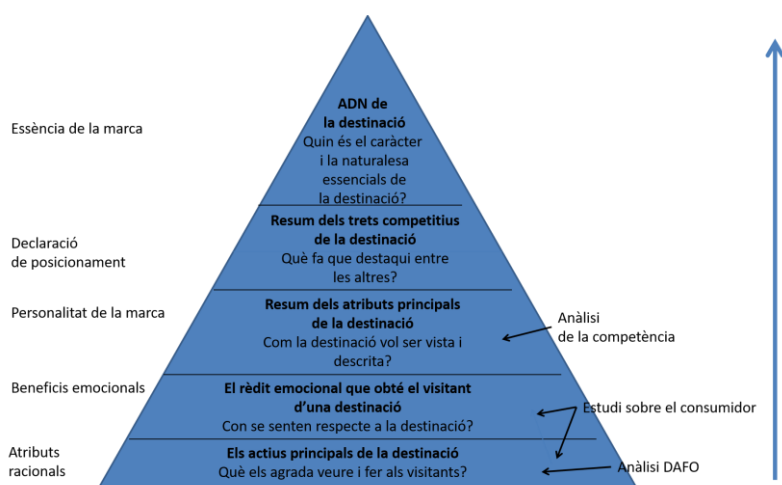 Essència de la marca
ADN de
la destinació
Quin és el caràcter
i la naturalesa
essencials de
la destinació?
Declaració
de posicionament
Resum dels trets competitius
de la destinació
Què fa que destaqui entre
les altres?
Personalitat de la marca
Resum dels atributs principals
de la destinació
Com la destinació vol ser vista i
descrita?
Anàlisi
de la competència
Beneficis emocionals
El rèdit emocional que obté el visitant
d’una destinació
Con se senten respecte a la destinació?
Estudi sobre el consumidor
Atributs
racionals
Els actius principals de la destinació
Què els agrada veure i fer als visitants?
Anàlisi DAFO